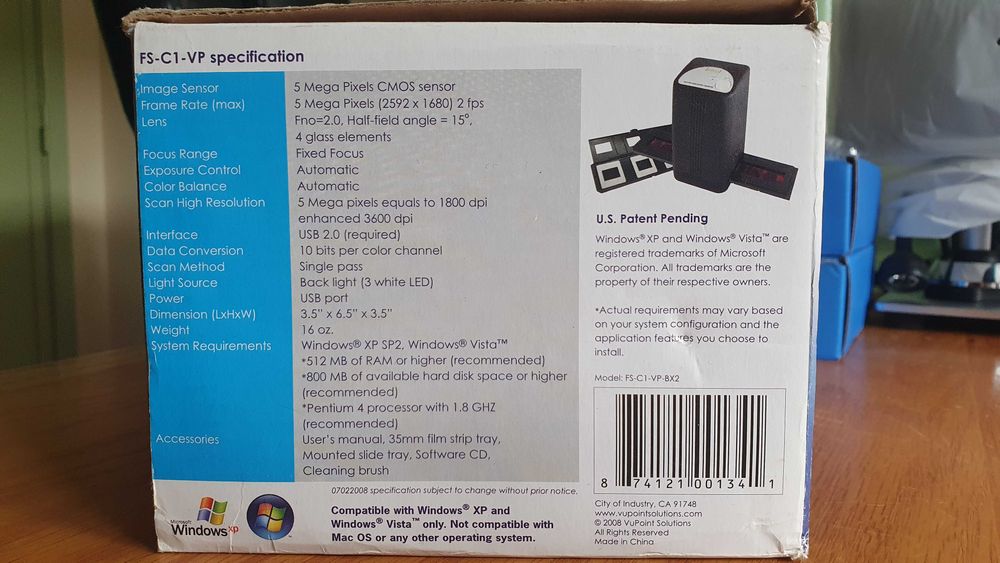 FS-C1-VP specification
Image Sensor 5 Mega Pixels CMOS sensor
Frame Rate (max) 5 Mega Pixels (2592 x 1680) 2 fps
Lens Fno=2.0, Half-field angle = 15°,
4 glass elements
Focus Range Fixed Focus
Exposure Control Automatic
Color Balance Automatic
Scan High Resolution 5 Mega pixels equals to 1800 dpi
enhanced 3600 dpi
Interface USB 2.0 (required)
Data Conversion 10 bits per color channel
Scan Method Single pass
Light Source Back light (3 white LED)
Power USB port
Dimension (LxHxW) 3.5" x 6.5" x 3.5"
Weight 16 oz.
System Requirements Windows® XP SP2, Windows® Vista™
*512 MB of RAM or higher (recommended)
*800 MB of available hard disk space or higher
(recommended)
*Pentium 4 processor with 1.8 GHZ
(recommended)
Accessories User's manual, 35mm film strip tray,
Mounted slide tray, Software CD,
Cleaning brush
07022008 specification subject to change without prior notice.
Microsoft
Windows xp
Compatible with Windows® XP and
Windows® Vista™ only. Not compatible with
Mac OS or any other operating system.
U.S. Patent Pending
Windows® XP and Windows® Vista™ are
registered trademarks of Microsoft
Corporation. All trademarks are the
property of their respective owners.
*Actual requirements may vary based
on your system configuration and the
application features you choose to
install.
Model: FS-C1-VP-BX2
8 74121 00134 1
City of Industry, CA 91748
www.vupointsolutions.com
© 2008 VuPoint Solutions
All Rights Reserved
Made in China